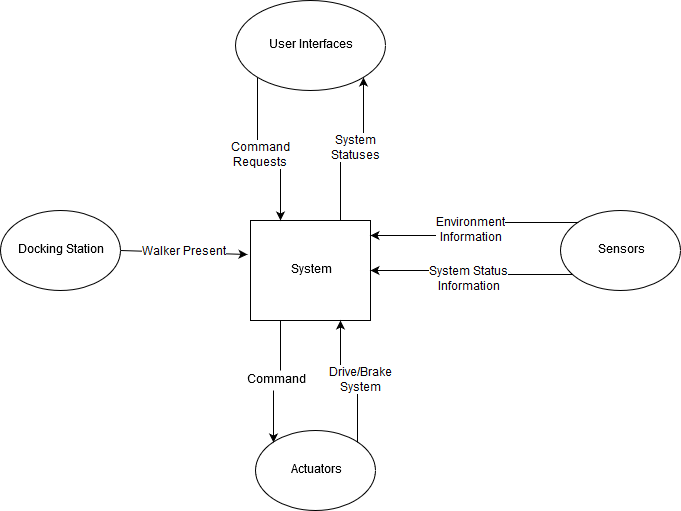 User Interfaces
Command
Requests
System
Statuses
Docking Station
Walker Present
System
Environment
Information
System Status
Information
Sensors
Command
Drive/Brake
System
Actuators